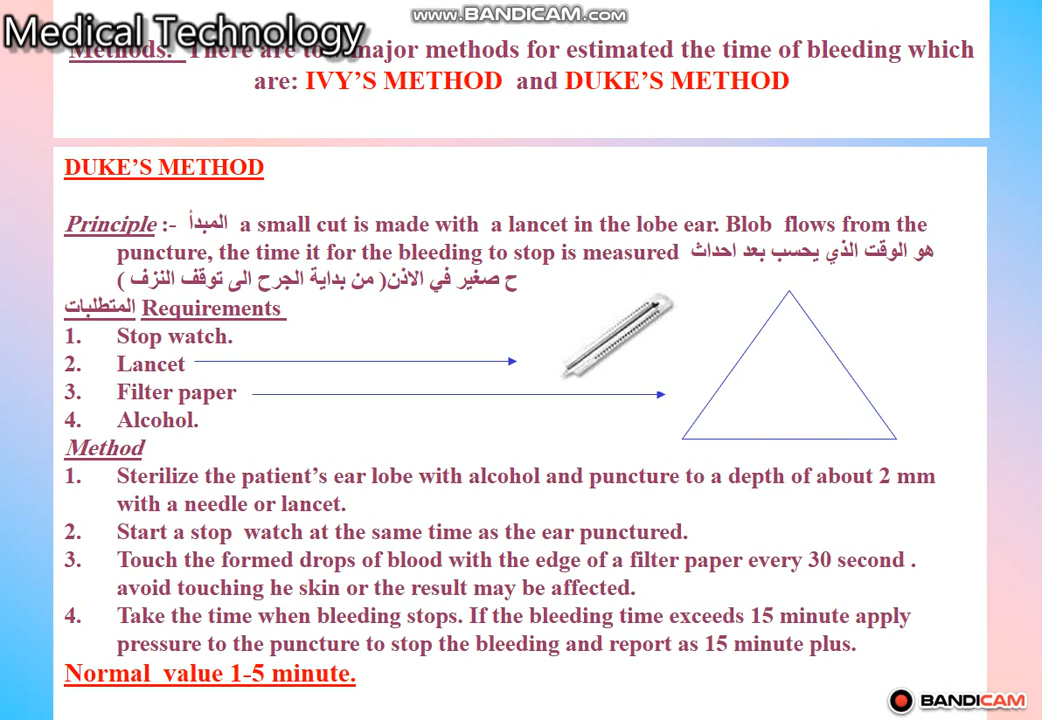 www.BANDICAM.com
Medical Technology
Methods. There are to major methods for estimated the time of bleeding which
are: IVY'S METHOD and DUKE'S METHOD
DUKE'S METHOD
Principle :- المبدأ a small cut is made with a lancet in the lobe ear. Blob flows from the
puncture, the time it for the bleeding to stop is measured هو الوقت الذي يحسب بعد احداث
ح صغير في الاذن( من بداية الجرح الى توقف النزف )
المتطلبات Requirements
1. Stop watch.
2. Lancet
3. Filter paper
4. Alcohol.
Method
1. Sterilize the patient's ear lobe with alcohol and puncture to a depth of about 2 mm
with a needle or lancet.
2. Start a stop watch at the same time as the ear punctured.
3. Touch the formed drops of blood with the edge of a filter paper every 30 second .
avoid touching he skin or the result may be affected.
4. Take the time when bleeding stops. If the bleeding time exceeds 15 minute apply
pressure to the puncture to stop the bleeding and report as 15 minute plus.
Normal value 1-5 minute.
BANDICAM